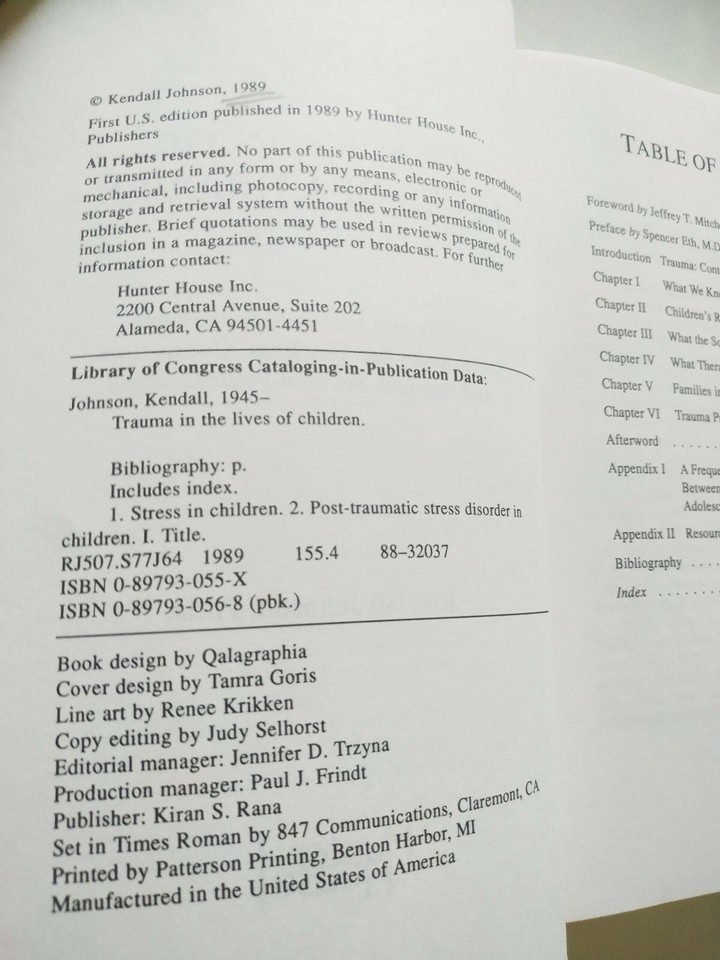 © Kendall Johnson, 1989
First U.S. edition published in 1989 by Hunter House Inc.,
Publishers
All rights reserved. No part of this publication may be reproduced
or transmitted in any form or by any means, electronic or
mechanical, including photocopy, recording or any information
storage and retrieval system without the written permission of the
publisher. Brief quotations may be used in reviews prepared for
inclusion in a magazine, newspaper or broadcast. For further
information contact:
Hunter House Inc.
2200 Central Avenue, Suite 202
Alameda, CA 94501-4451
Library of Congress Cataloging-in-Publication Data:
Johnson, Kendall, 1945–
Trauma in the lives of children.
Bibliography: p.
Includes index.
1. Stress in children. 2. Post-traumatic stress disorder in
children. I. Title.
RJ507.S77J64 1989 155.4 88–32037
ISBN 0-89793-055-X
ISBN 0-89793-056-8 (pbk.)
Book design by Qalagraphia
Cover design by Tamra Goris
Line art by Renee Krikken
Copy editing by Judy Selhorst
Editorial manager: Jennifer D. Trzyna
Production manager: Paul J. Frindt
Publisher: Kiran S. Rana
Set in Times Roman by 847 Communications, Claremont, CA
Printed by Patterson Printing, Benton Harbor, MI
Manufactured in the United States of America
TABLE OF
Foreword by Jeffrey T. Mitch
Preface by Spencer Eth, M.D
Introduction Trauma: Cont
Chapter I What We Kn
Chapter II Children's R
Chapter III What the Sc
Chapter IV What Ther
Chapter V Families in
Chapter VI Trauma P
Afterword . . . . .
Appendix I A Freque
Between
Adolesc
Appendix II Resour
Bibliography . . . .
Index . . . . . . .